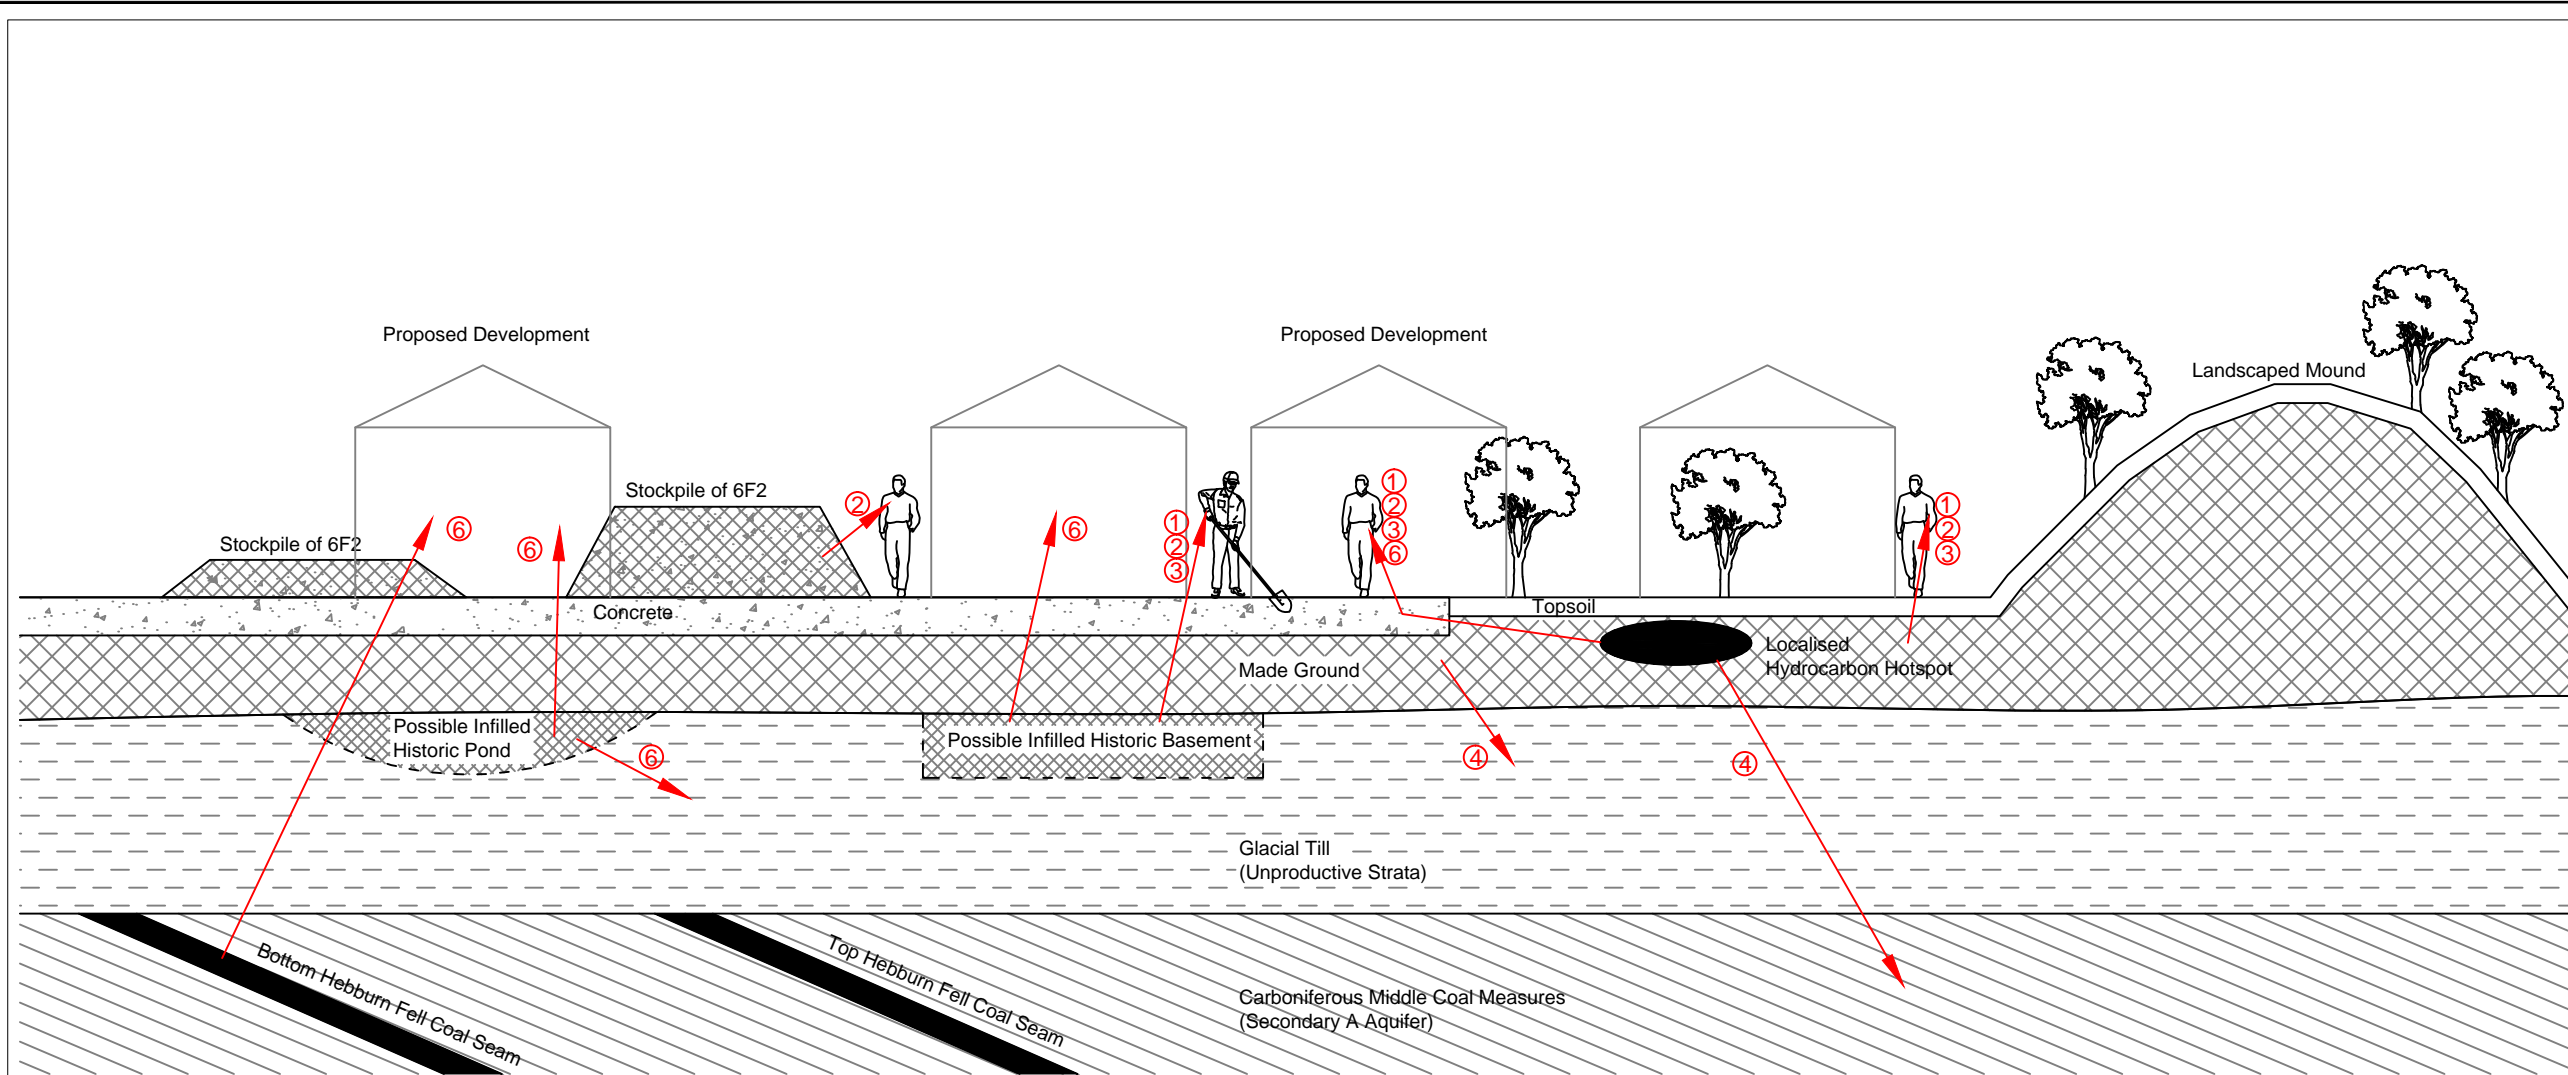 Proposed Development
Proposed Development
Landscaped Mound
Stockpile of 6F2
Stockpile of 6F2
②
①
②
③
⑥
①
②
③
⑥
⑥
⑥
①
②
③
Concrete
Topsoil
Made Ground
Localised
Hydrocarbon Hotspot
Possible Infilled
Historic Pond
Possible Infilled Historic Basement
⑥
④
④
Glacial Till
(Unproductive Strata)
Bottom Hebburn Fell Coal Seam
Top Hebburn Fell Coal Seam
Carboniferous Middle Coal Measures
(Secondary A Aquifer)